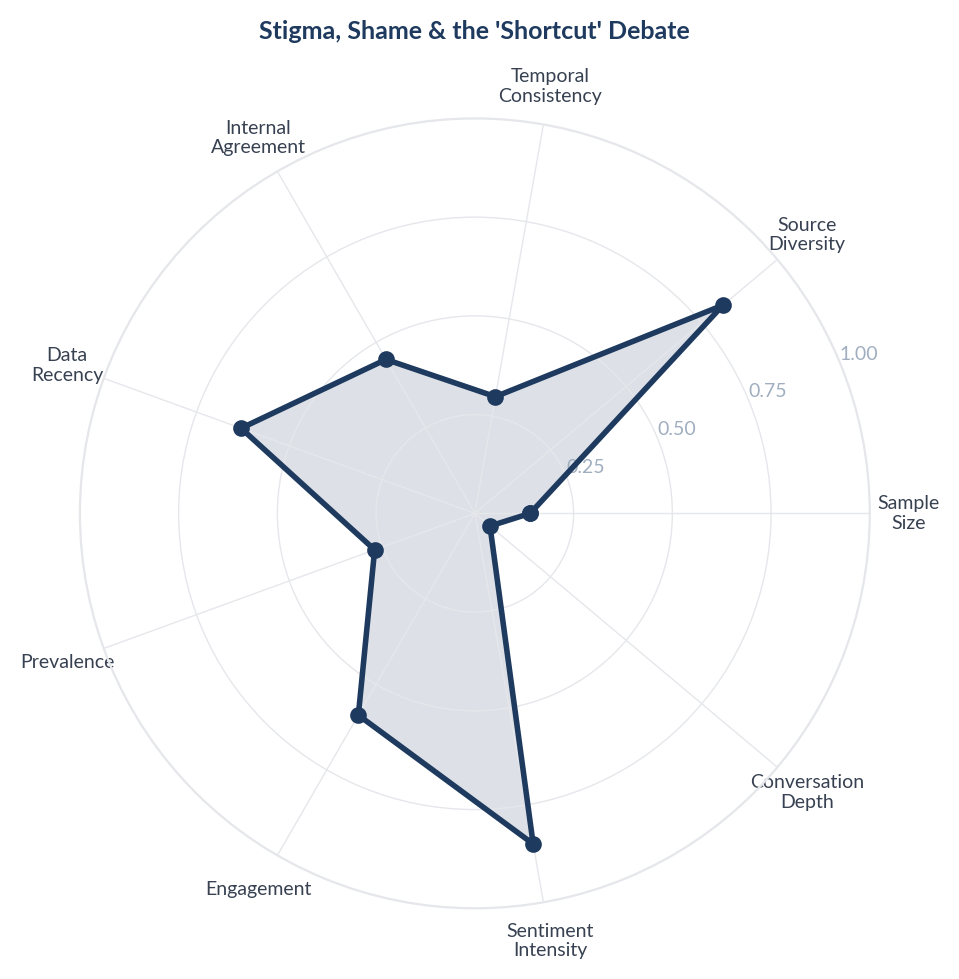 Stigma, Shame & the 'Shortcut' Debate
Temporal
Consistency
Internal
Agreement
Source
Diversity
1.00
Data
Recency
0.75
0.50
0.25
Sample
Size
Prevalence
Conversation
Depth
Engagement
Sentiment
Intensity